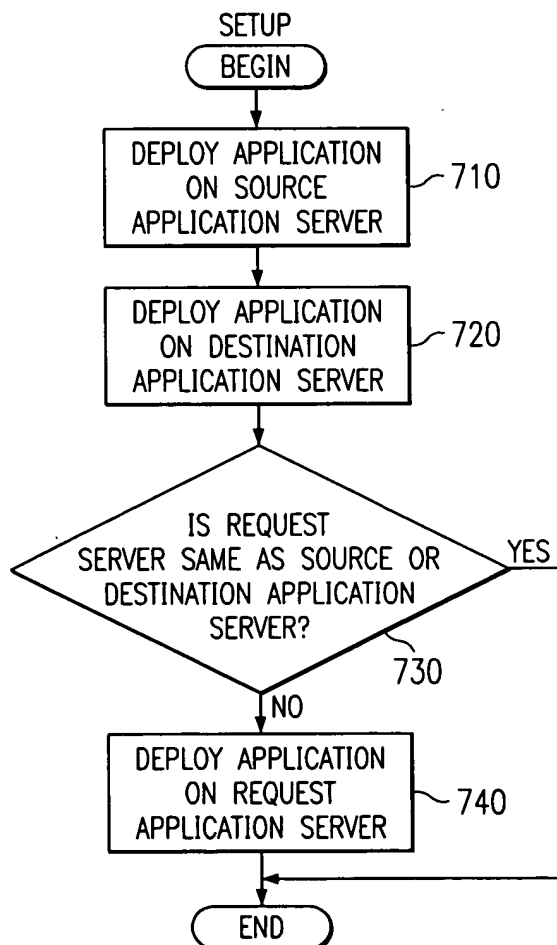 SETUP
BEGIN
DEPLOY APPLICATION
ON SOURCE
APPLICATION SERVER
710
DEPLOY APPLICATION
ON DESTINATION
APPLICATION SERVER
720
IS REQUEST
SERVER SAME AS SOURCE OR
DESTINATION APPLICATION
SERVER?
YES
730
NO
DEPLOY APPLICATION
ON REQUEST
APPLICATION SERVER
740
END